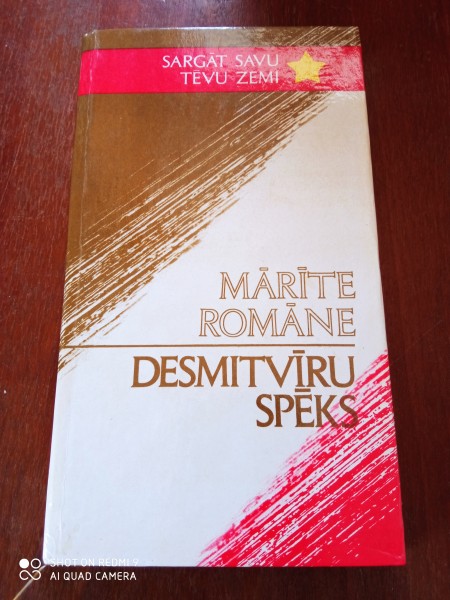 SARGĀT SAVU
TĒVU ZEMI
MĀRĪTE
ROMĀNE
DESMITVĪRU
SPĒKS
SHOT ON REDMI 9
AI QUAD CAMERA